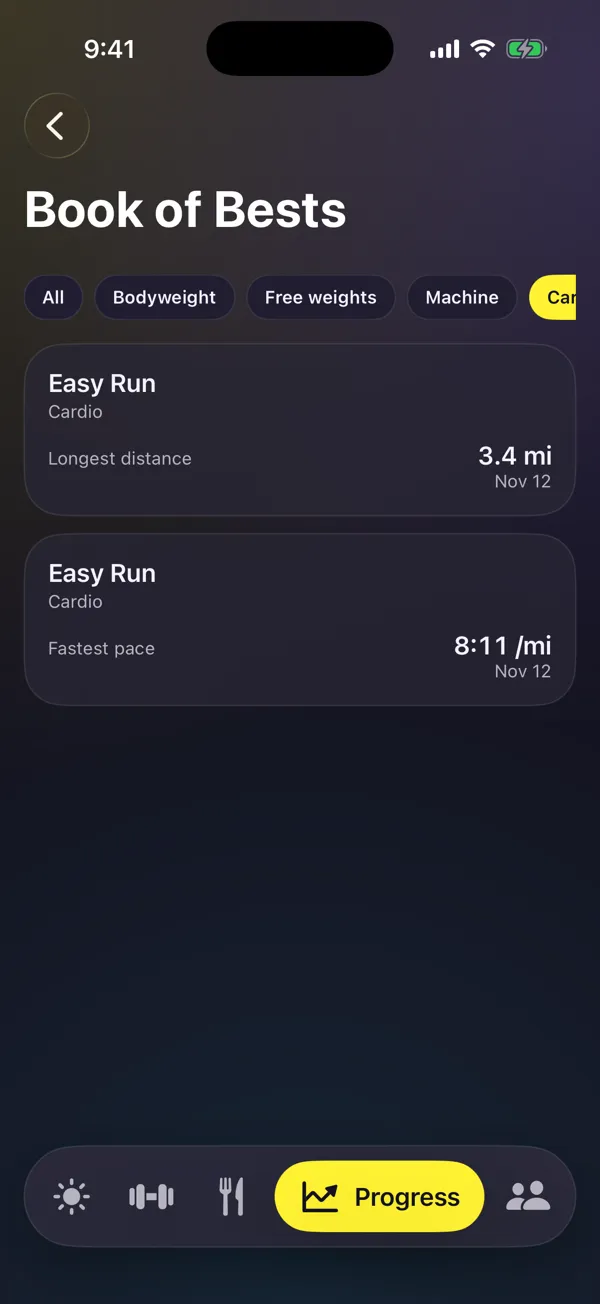 9:41
Book of Bests
All
Bodyweight
Free weights
Machine
Car
Easy Run
Cardio
Longest distance
3.4 mi
Nov 12
Easy Run
Cardio
Fastest pace
8:11 /mi
Nov 12
Progress